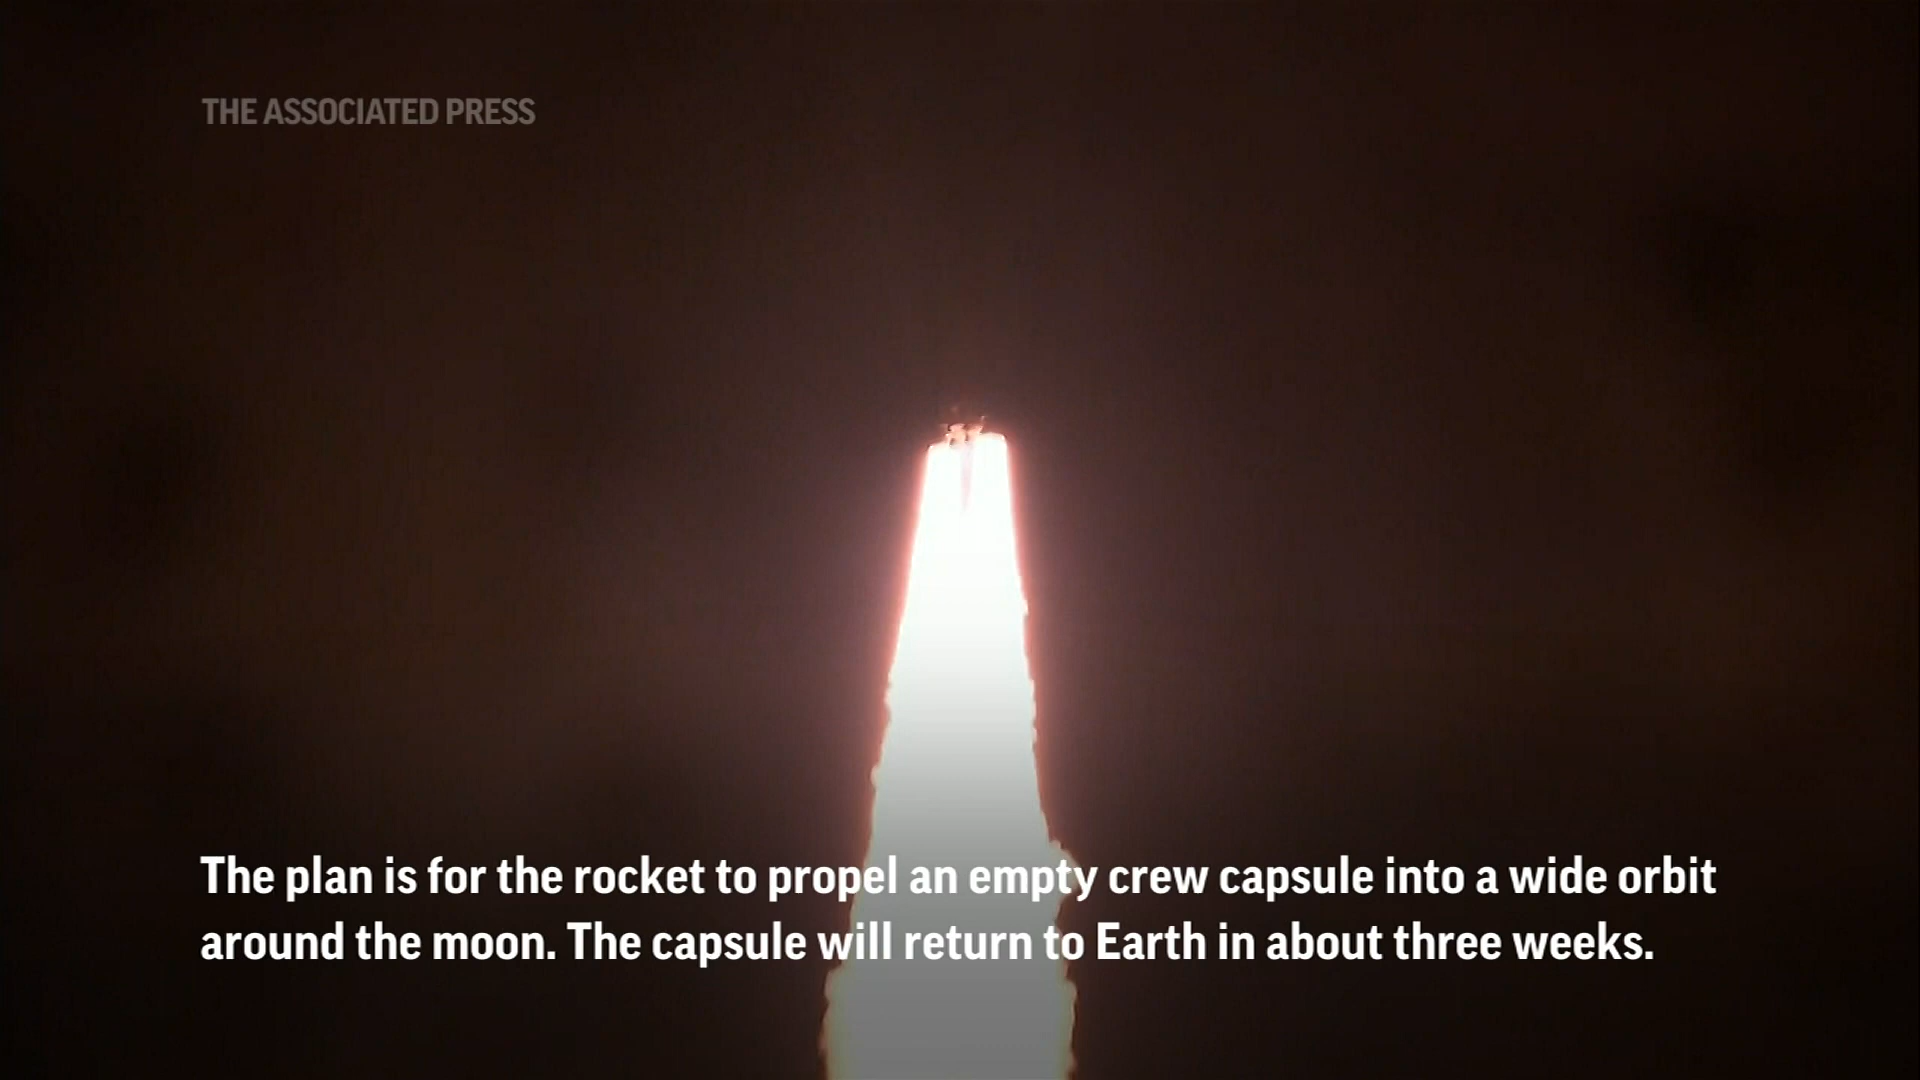 THE ASSOCIATED PRESS
The plan is for the rocket to propel an empty crew capsule into a wide orbit
around the moon. The capsule will return to Earth in about three weeks.